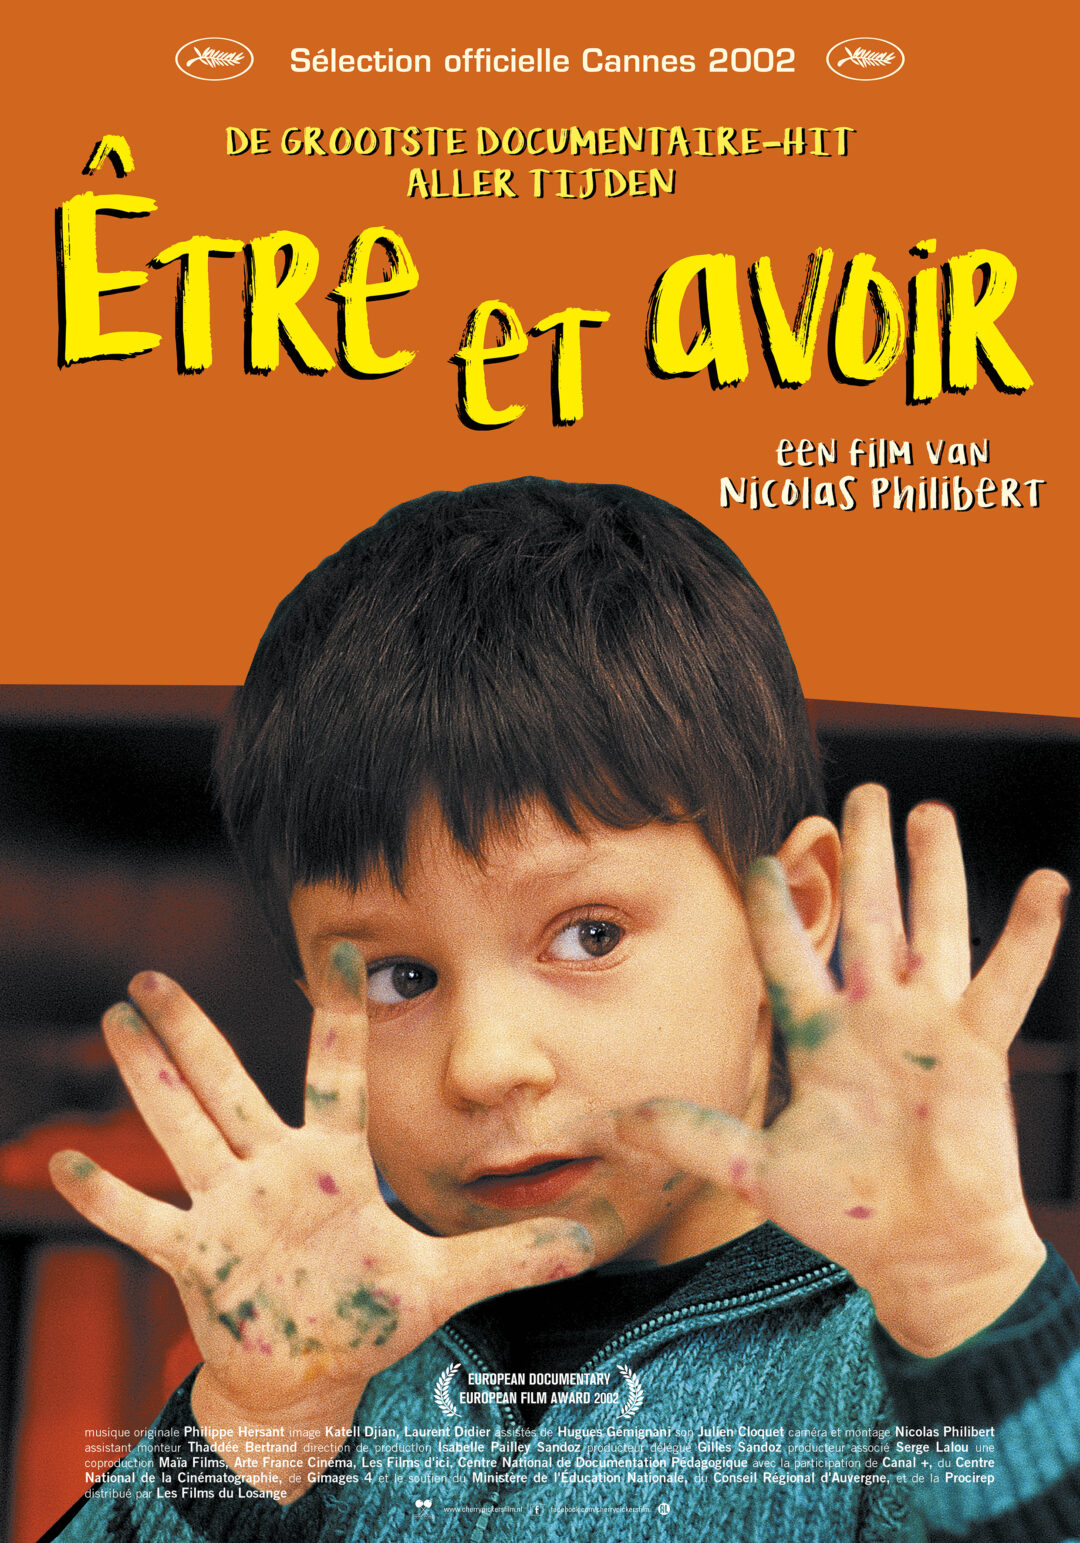 Sélection officielle Cannes 2002
DE GROOTSTE DOCUMENTAIRE-HIT
ALLER TIJDEN
Être et avoir
een film van
Nicolas Philibert
EUROPEAN DOCUMENTARY
EUROPEAN FILM AWARD 2002
musique originale Philippe Hersant image Katell Djian, Laurent Didier assistés de Hugues Gémignani son Julien Cloquet caméra et montage Nicolas Philibert
assistant monteur Thaddée Bertrand direction de production Isabelle Pailley Sandoz producteur délégué Gilles Sandoz producteur associé Serge Lalou une
coproduction Maïa Films, Arte France Cinéma, Les Films d'ici, Centre National de Documentation Pédagogique avec la participation de Canal +, du Centre
National de la Cinématographie, de Gimages 4 et le soutien du Ministère de l'Éducation Nationale, du Conseil Régional d'Auvergne, et de la Procirep
distribué par Les Films du Losange
www.cherrypickersfilm.nl facebook.com/cherrypickersfilm